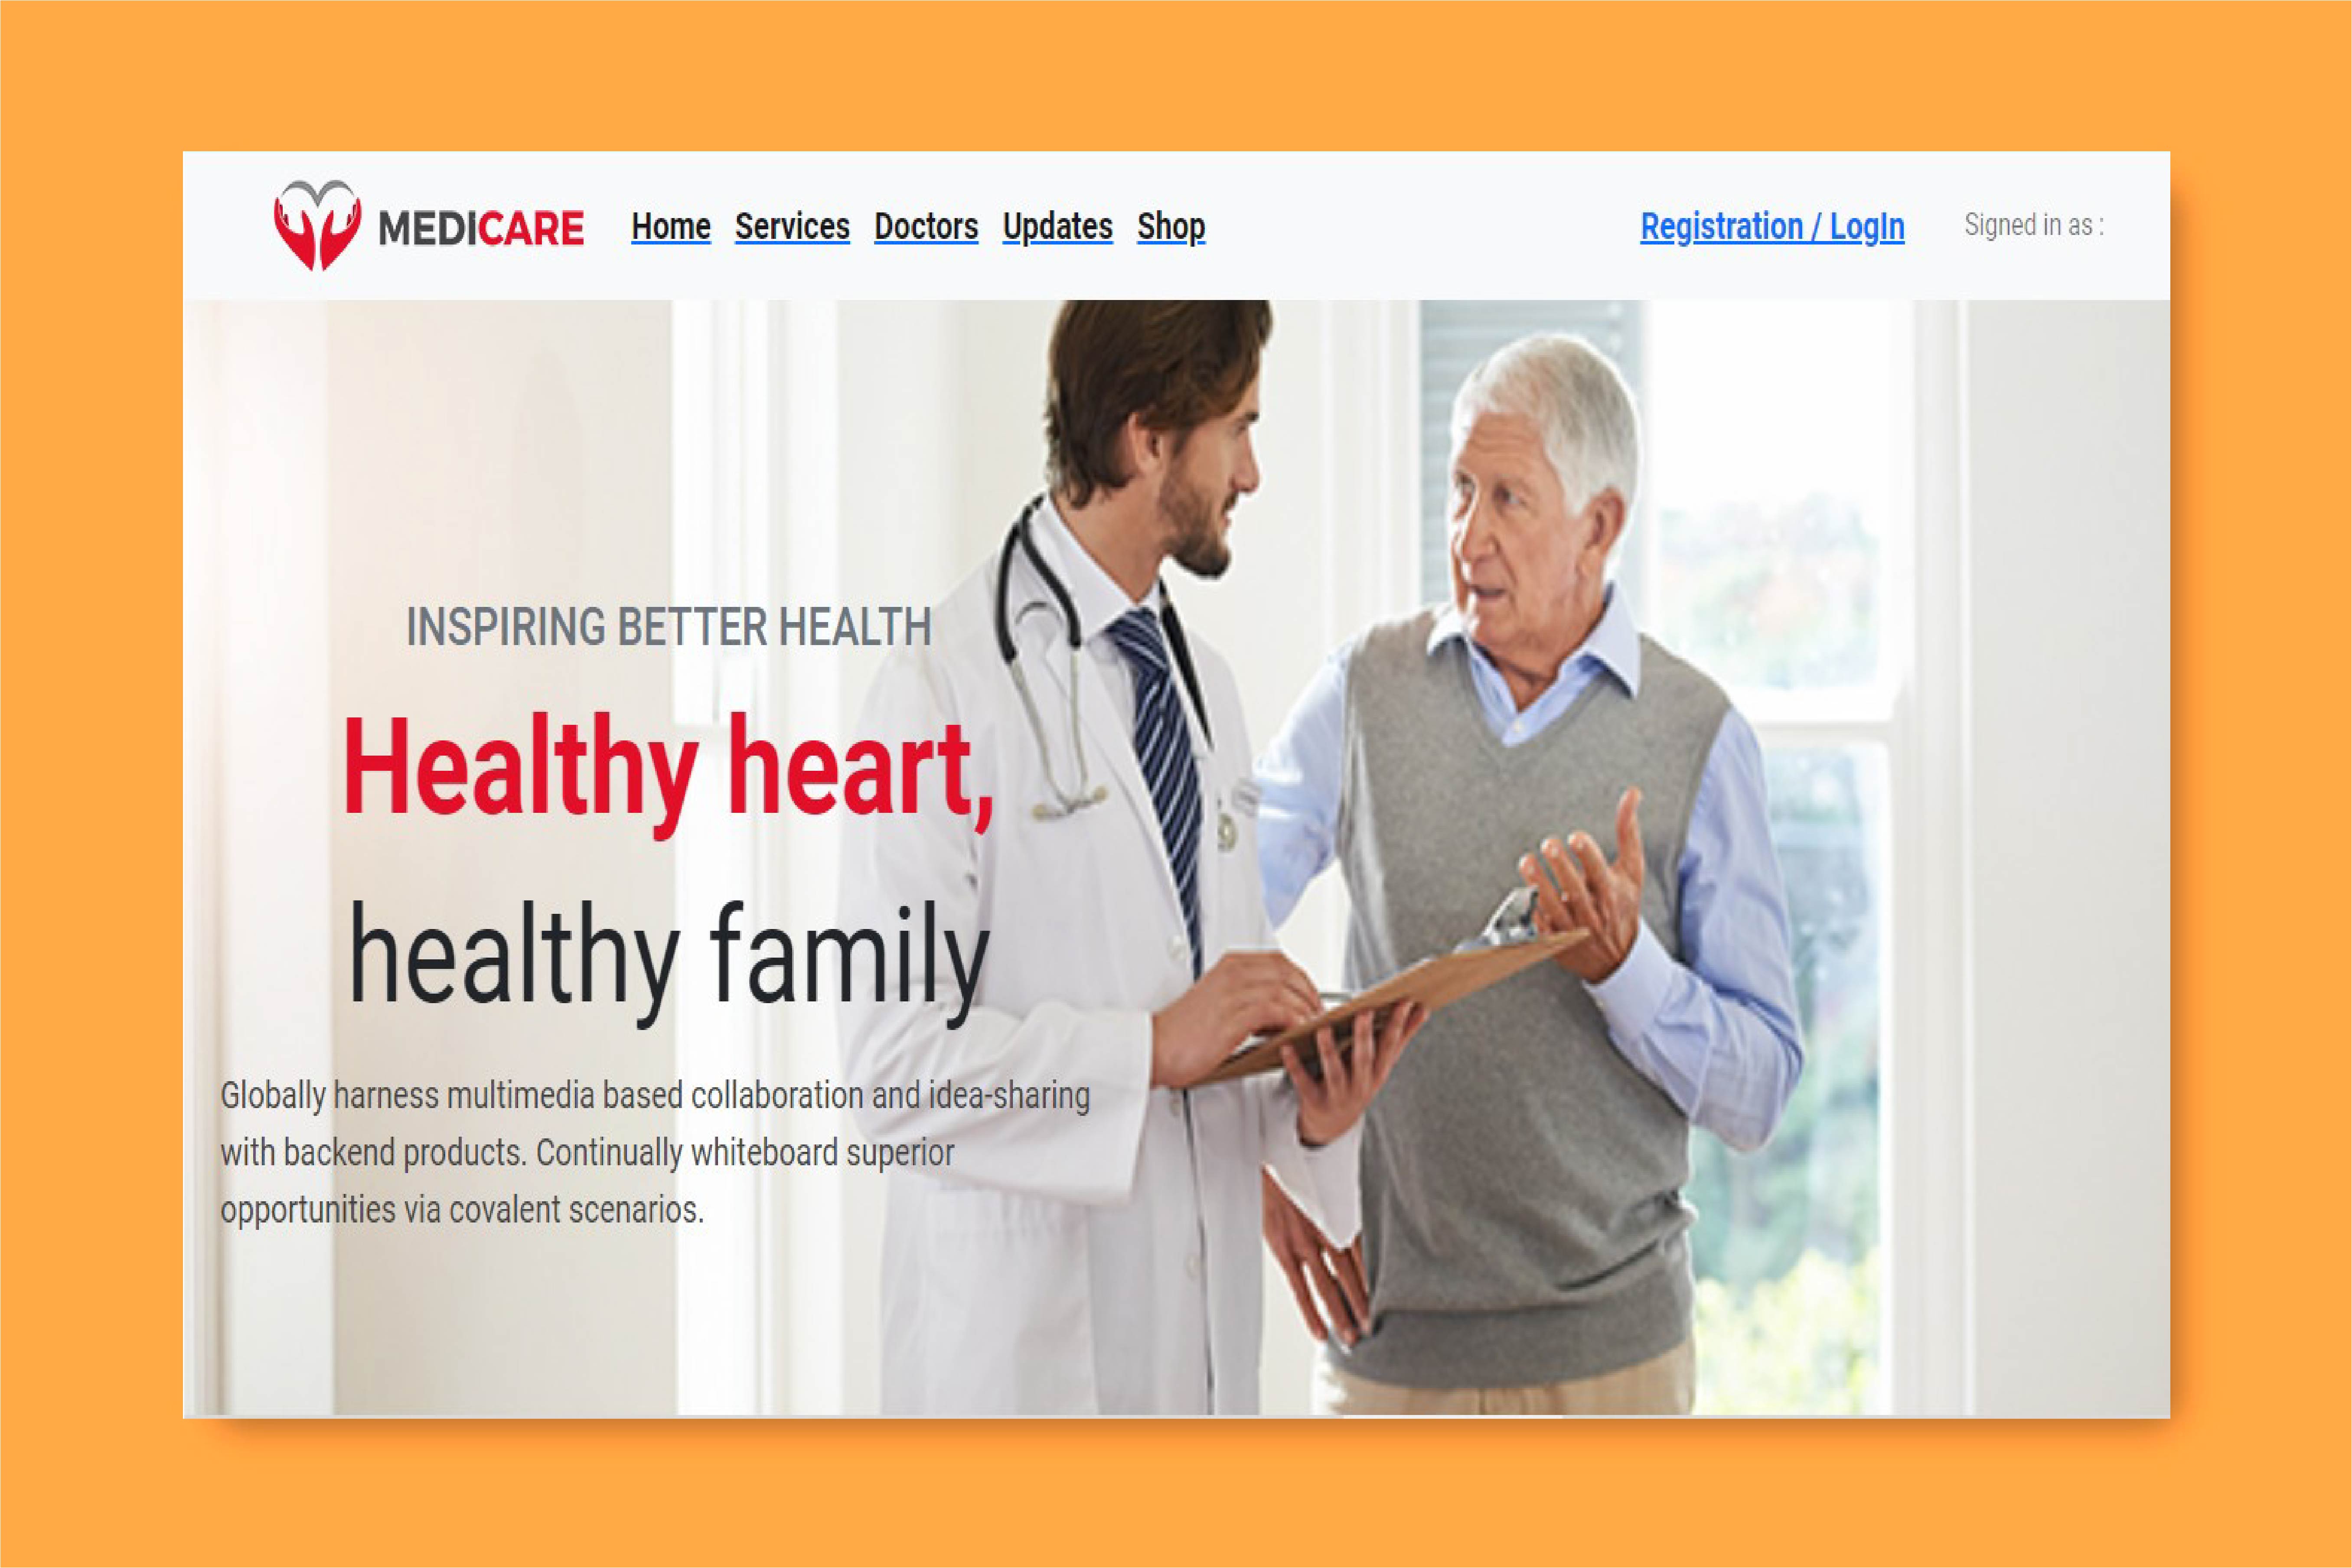 MEDICARE Home Services Doctors Updates Shop Registration / LogIn Signed in as :
INSPIRING BETTER HEALTH
Healthy heart,
healthy family
Globally harness multimedia based collaboration and idea-sharing
with backend products. Continually whiteboard superior
opportunities via covalent scenarios.